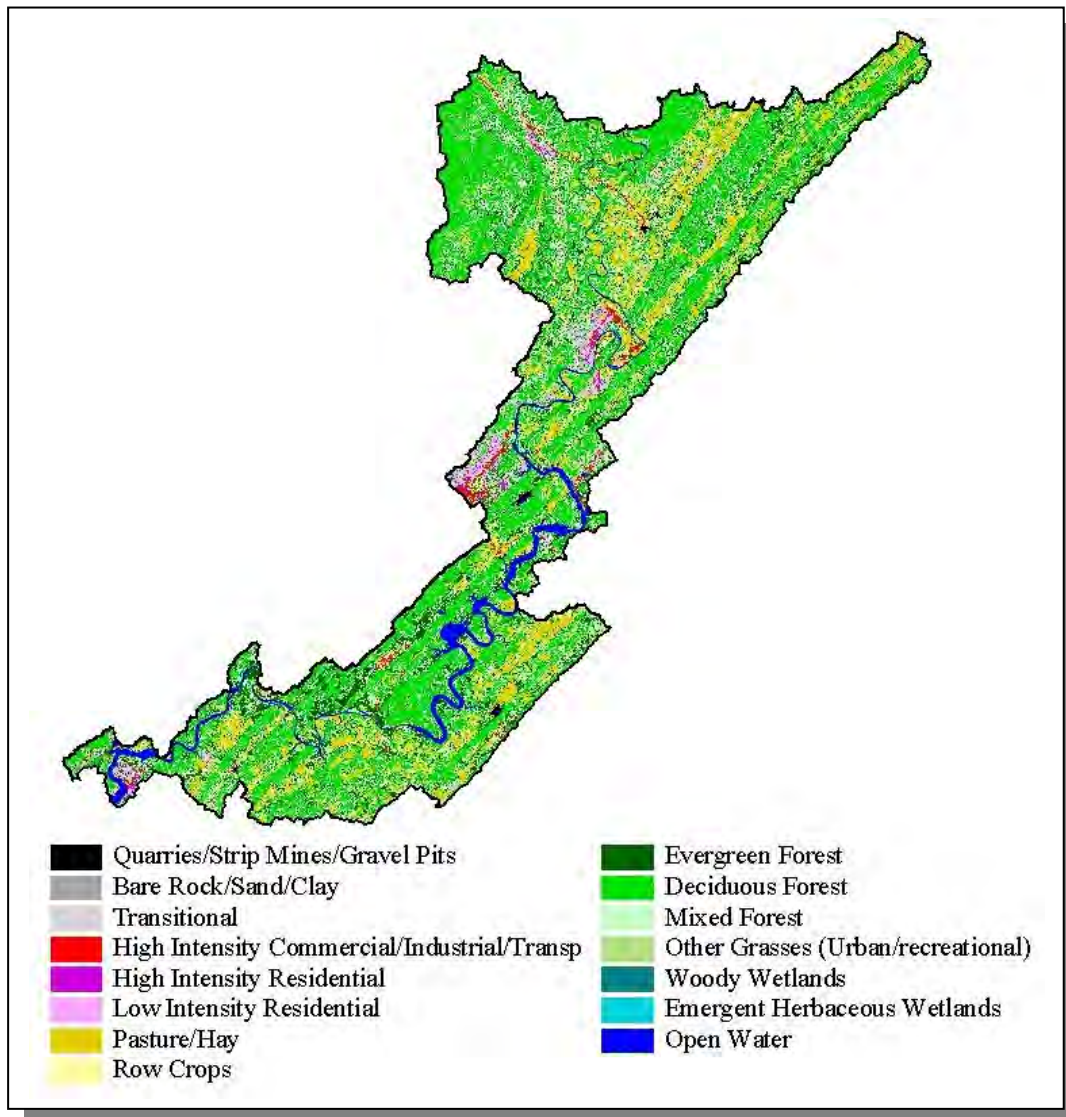 Quarries/Strip Mines/Gravel Pits
Bare Rock/Sand/Clay
Transitional
High Intensity Commercial/Industrial/Transp
High Intensity Residential
Low Intensity Residential
Pasture/Hay
Row Crops
Evergreen Forest
Deciduous Forest
Mixed Forest
Other Grasses (Urban/recreational)
Woody Wetlands
Emergent Herbaceous Wetlands
Open Water